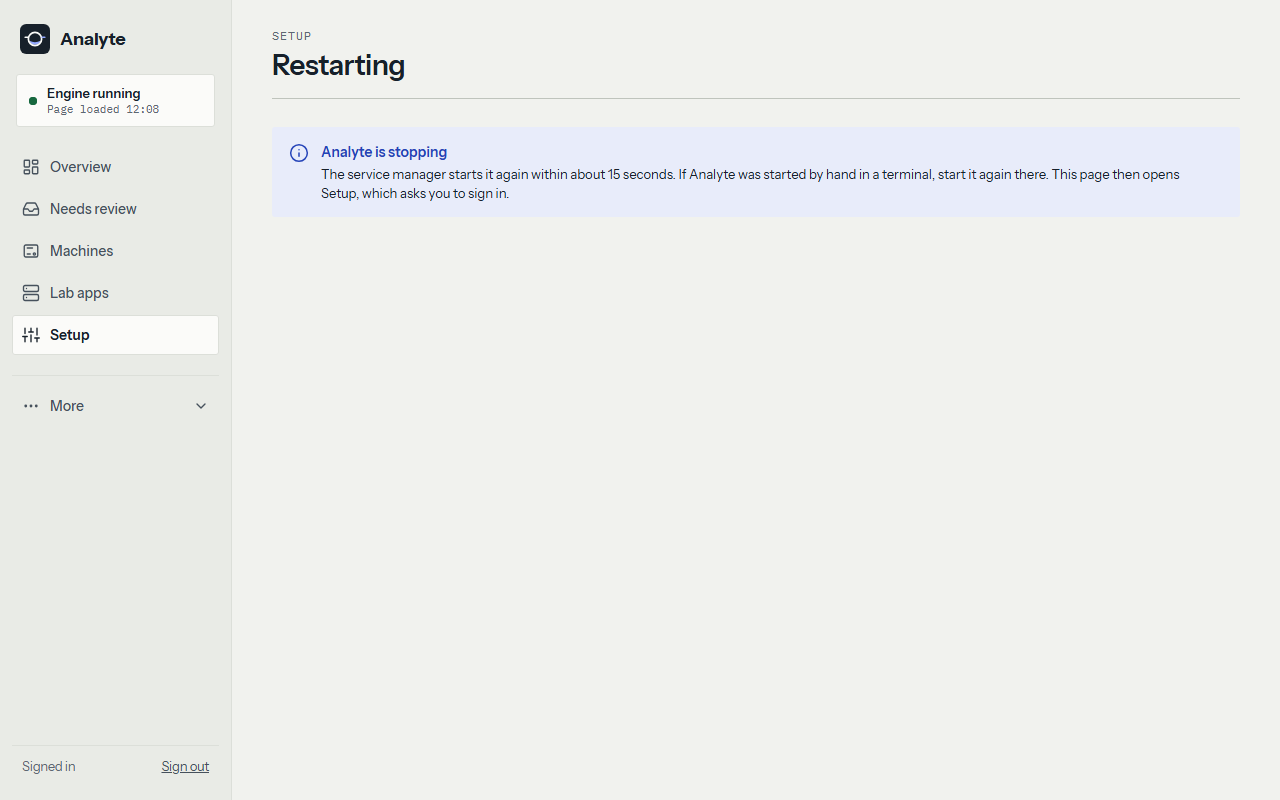 Analyte
Engine running
Page loaded 12:08
Overview
Needs review
Machines
Lab apps
Setup
More
Signed in
Sign out
SETUP
Restarting
Analyte is stopping
The service manager starts it again within about 15 seconds. If Analyte was started by hand in a terminal, start it again there. This page then opens
Setup, which asks you to sign in.